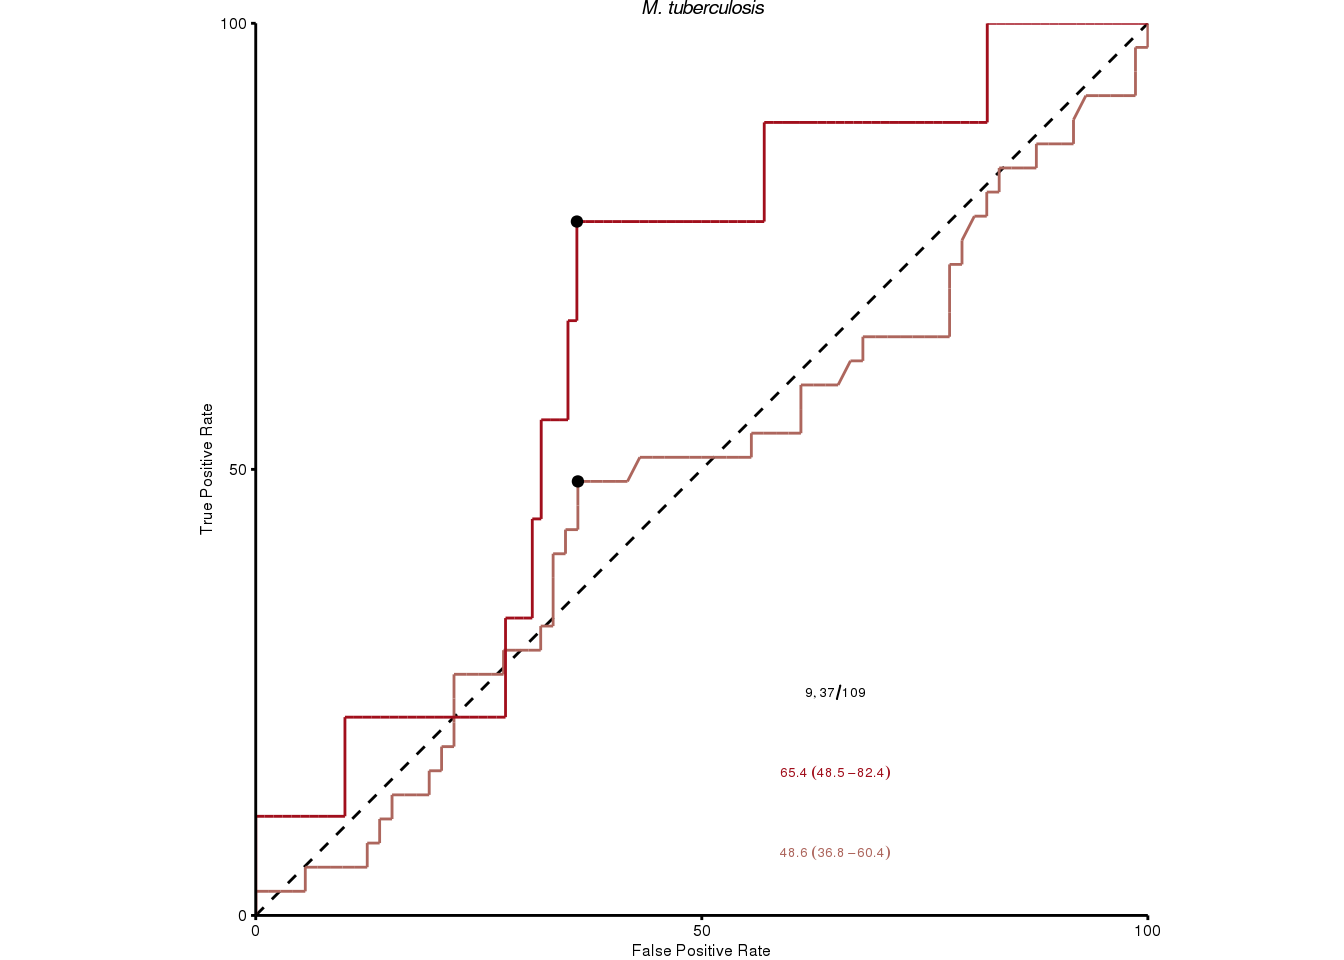 M. tuberculosis
100
50
0
True Positive Rate
9, 37/109
65.4 (48.5–82.4)
48.6 (36.8–60.4)
0 50 100
False Positive Rate